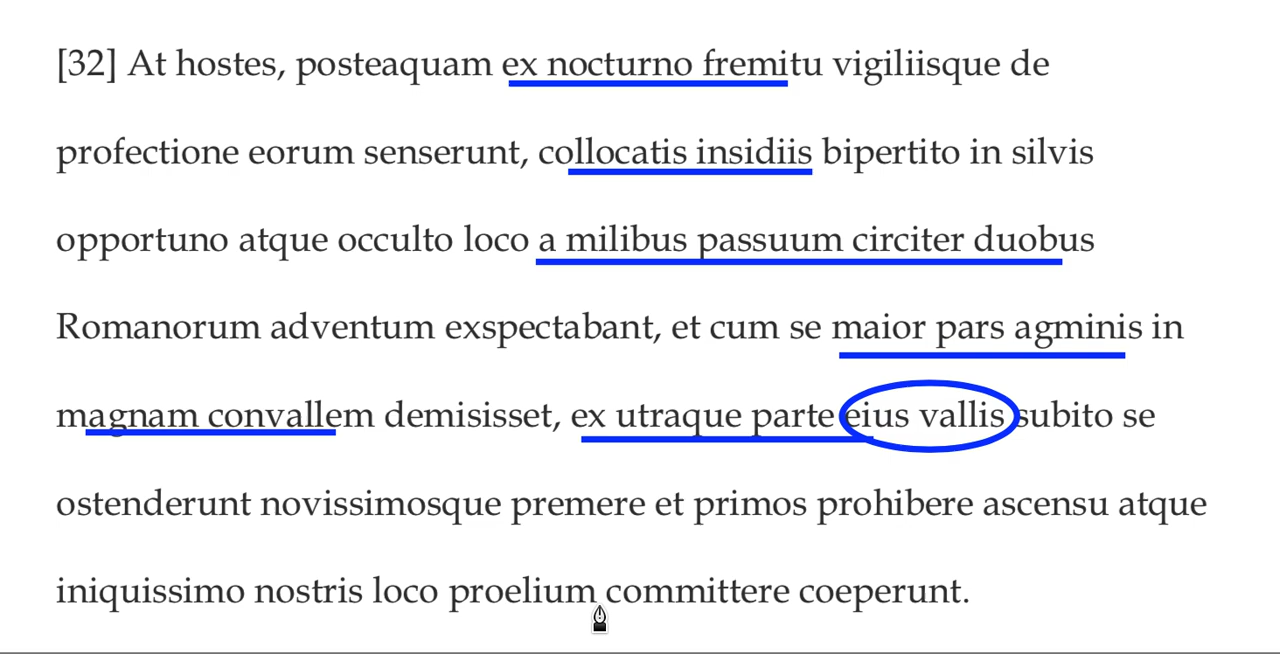 [32] At hostes, posteaquam ex nocturno fremitu vigiliisque de
profectione eorum senserunt, collocatis insidiis bipertito in silvis
opportuno atque occulto loco a milibus passuum circiter duobus
Romanorum adventum exspectabant, et cum se maior pars agminis in
magnam convallem demisisset, ex utraque parte eius vallis subito se
ostenderunt novissimosque premere et primos prohibere ascensu atque
iniquissimo nostris loco proelium committere coeperunt.